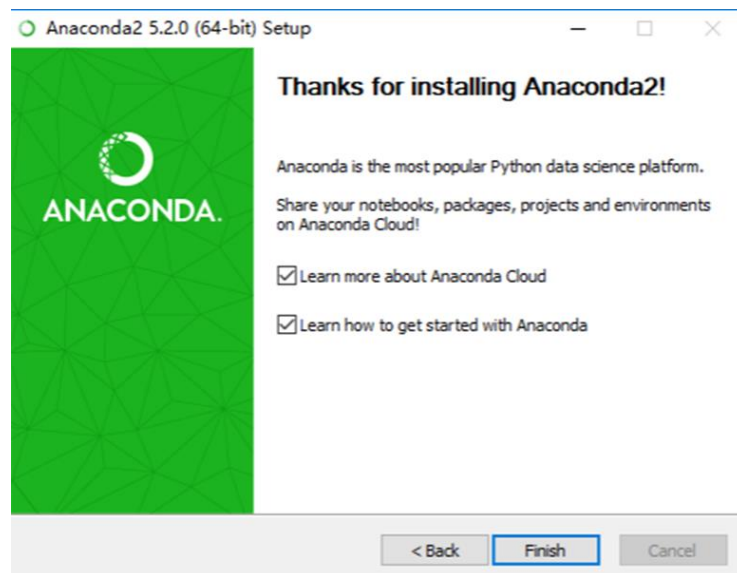 Anaconda2 5.2.0 (64-bit) Setup
Thanks for installing Anaconda2!
ANACONDA.
Anaconda is the most popular Python data science platform.
Share your notebooks, packages, projects and environments
on Anaconda Cloud!
Learn more about Anaconda Cloud
Learn how to get started with Anaconda
< Back Finish Cancel